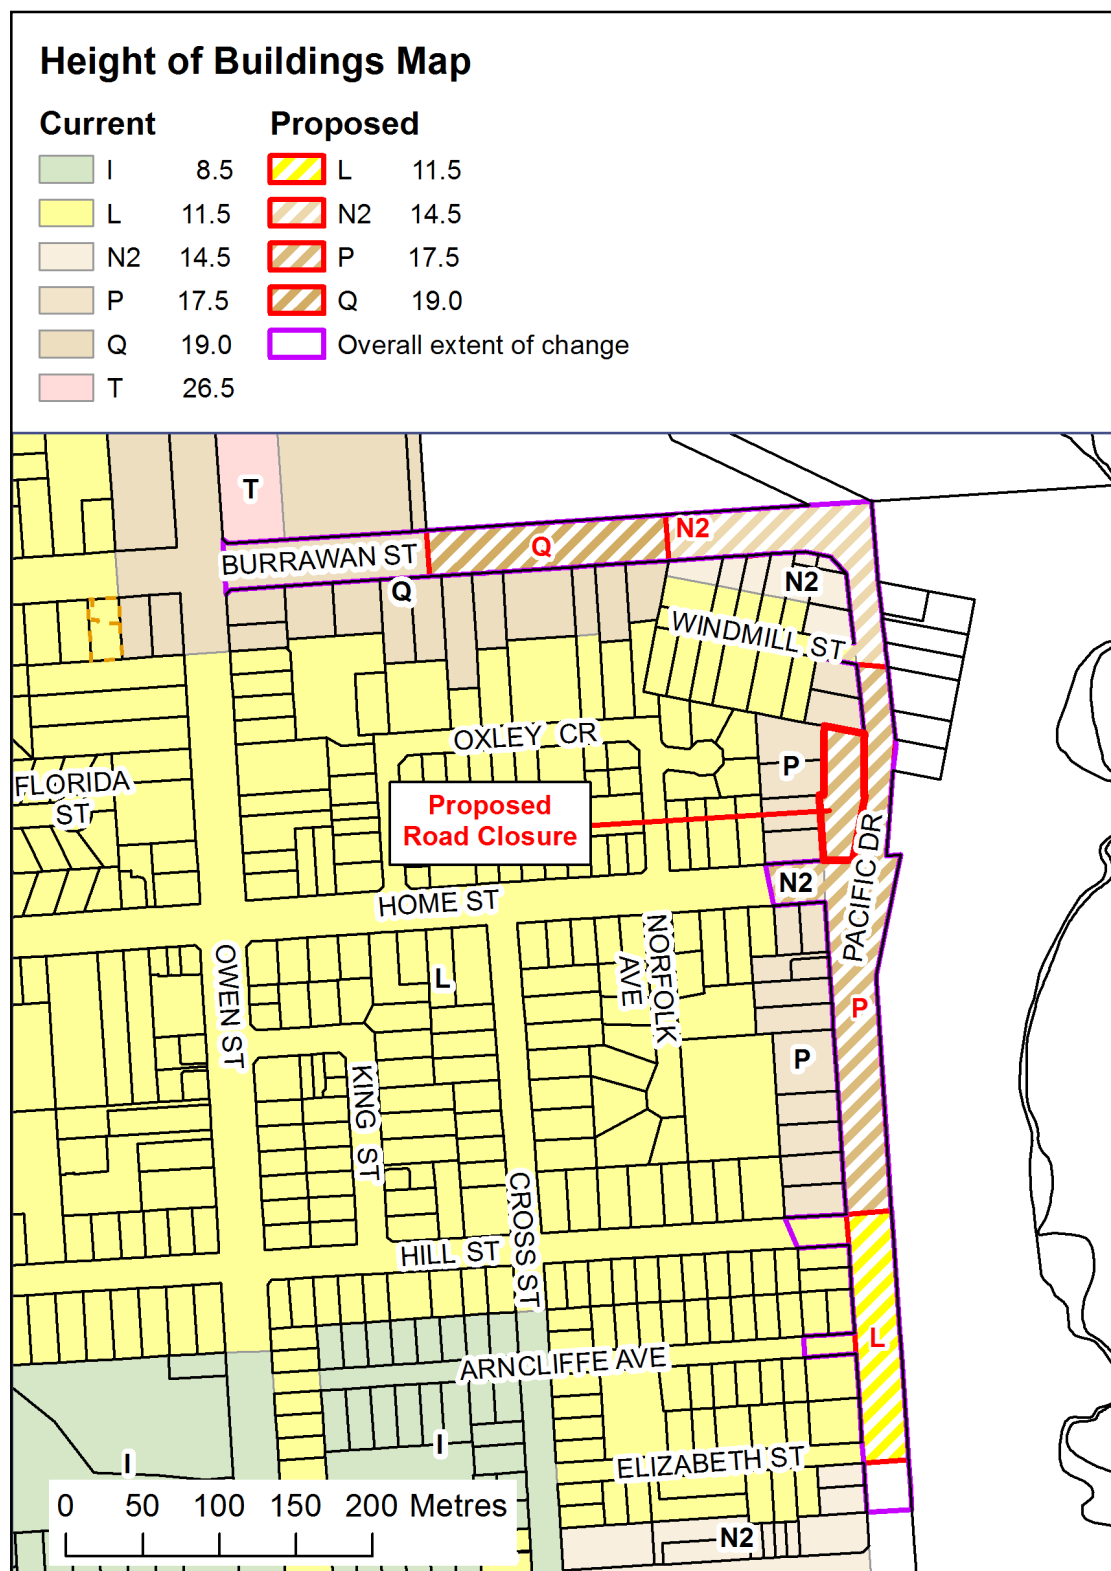 Height of Buildings Map
Current
Proposed
I 8.5
L 11.5
N2 14.5
P 17.5
Q 19.0
T 26.5
L 11.5
N2 14.5
P 17.5
Q 19.0
Overall extent of change
T
BURRAWAN ST
Q
N2
Q
N2
WINDMILL ST
OXLEY CR
P
FLORIDA
ST
Proposed
Road Closure
PACIFIC DR
N2
HOME ST
OWEN ST
L
NORFOLK
AVE
P
P
KING ST
CROSS ST
HILL ST
L
ARNCLIFFE AVE
I
I
ELIZABETH ST
0 50 100 150 200 Metres
N2